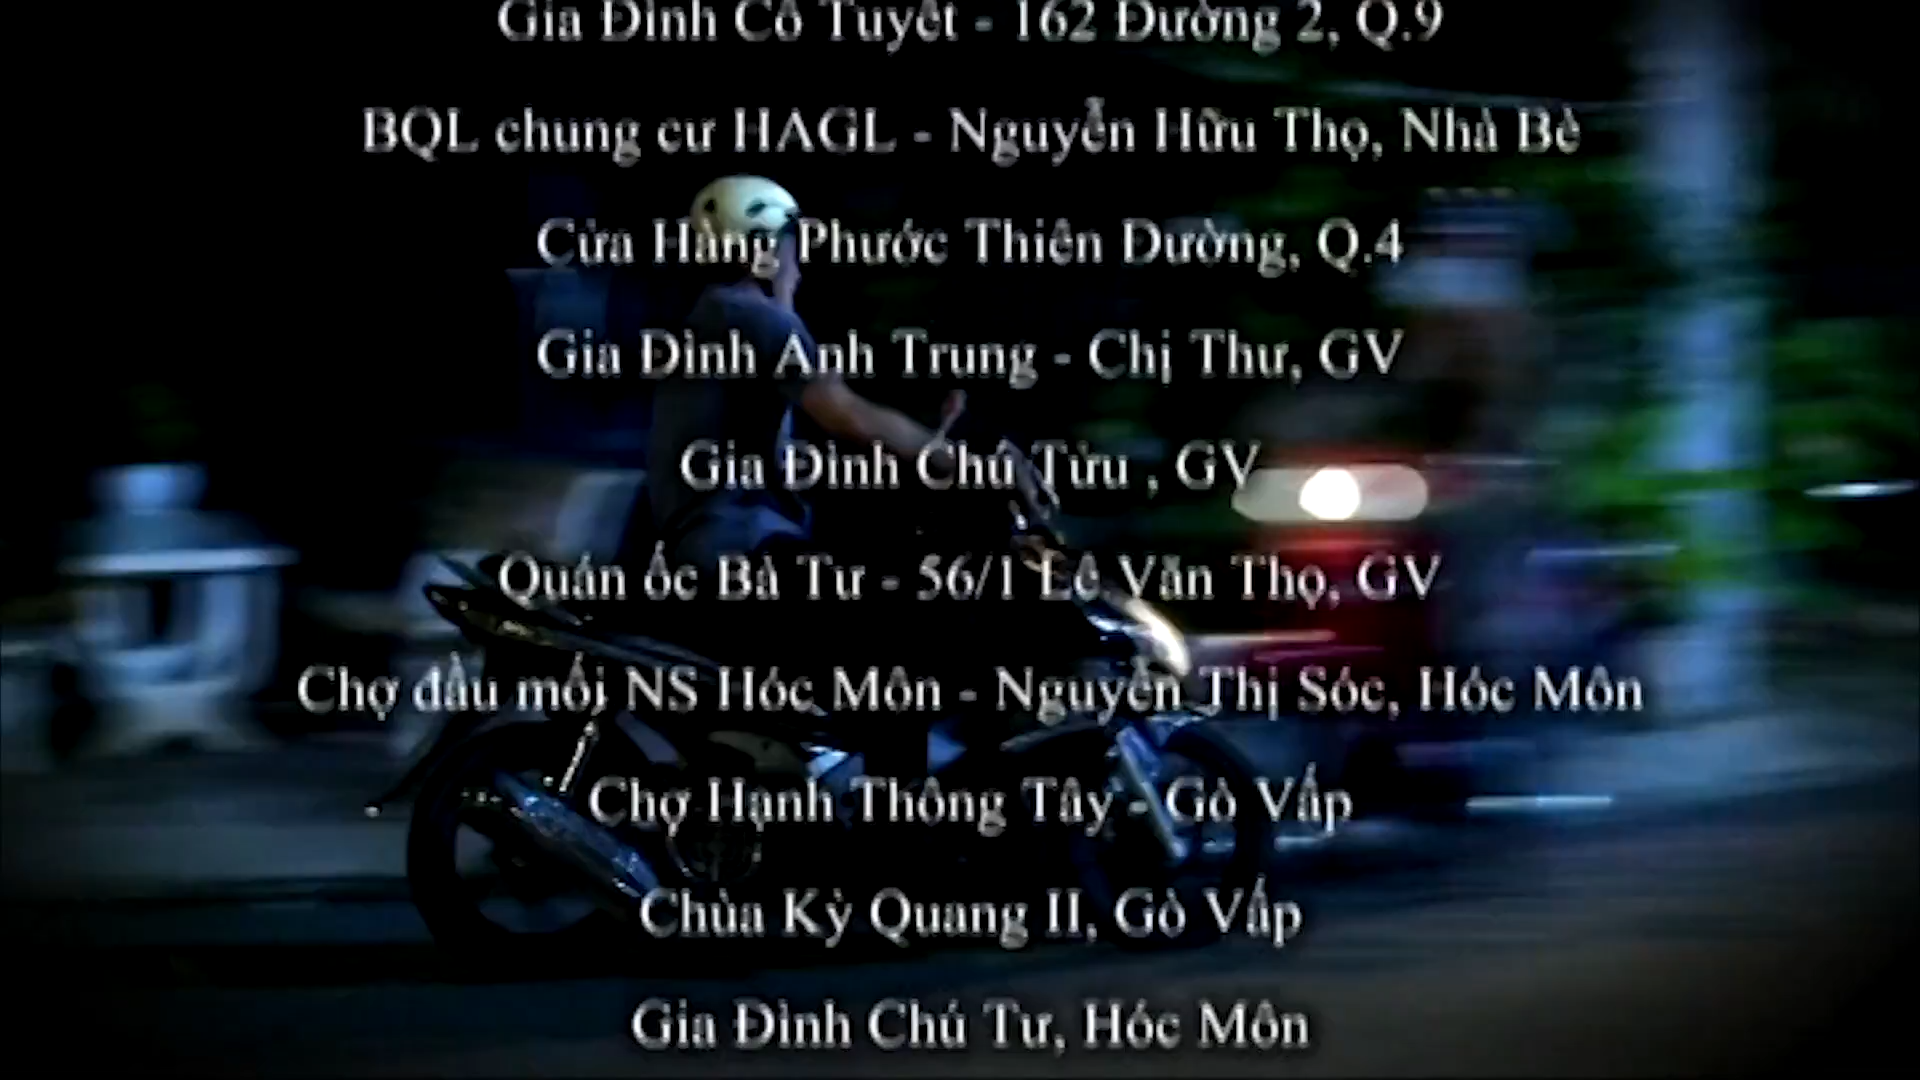 Gia Đình Cô Tuyết - 162 Đường 2, Q.9
BQL chung cư HAGL - Nguyễn Hữu Thọ, Nhà Bè
Cửa Hàng Phước Thiên Đường, Q.4
Gia Đình Anh Trung - Chị Thư, GV
Gia Đình Chú Tửu , GV
Quán ốc Bà Tư - 56/1 Lê Văn Thọ, GV
Chợ đầu mối NS Hóc Môn - Nguyễn Thị Sóc, Hóc Môn
Chợ Hạnh Thông Tây - Gò Vấp
Chùa Kỳ Quang II, Gò Vấp
Gia Đình Chú Tư, Hóc Môn